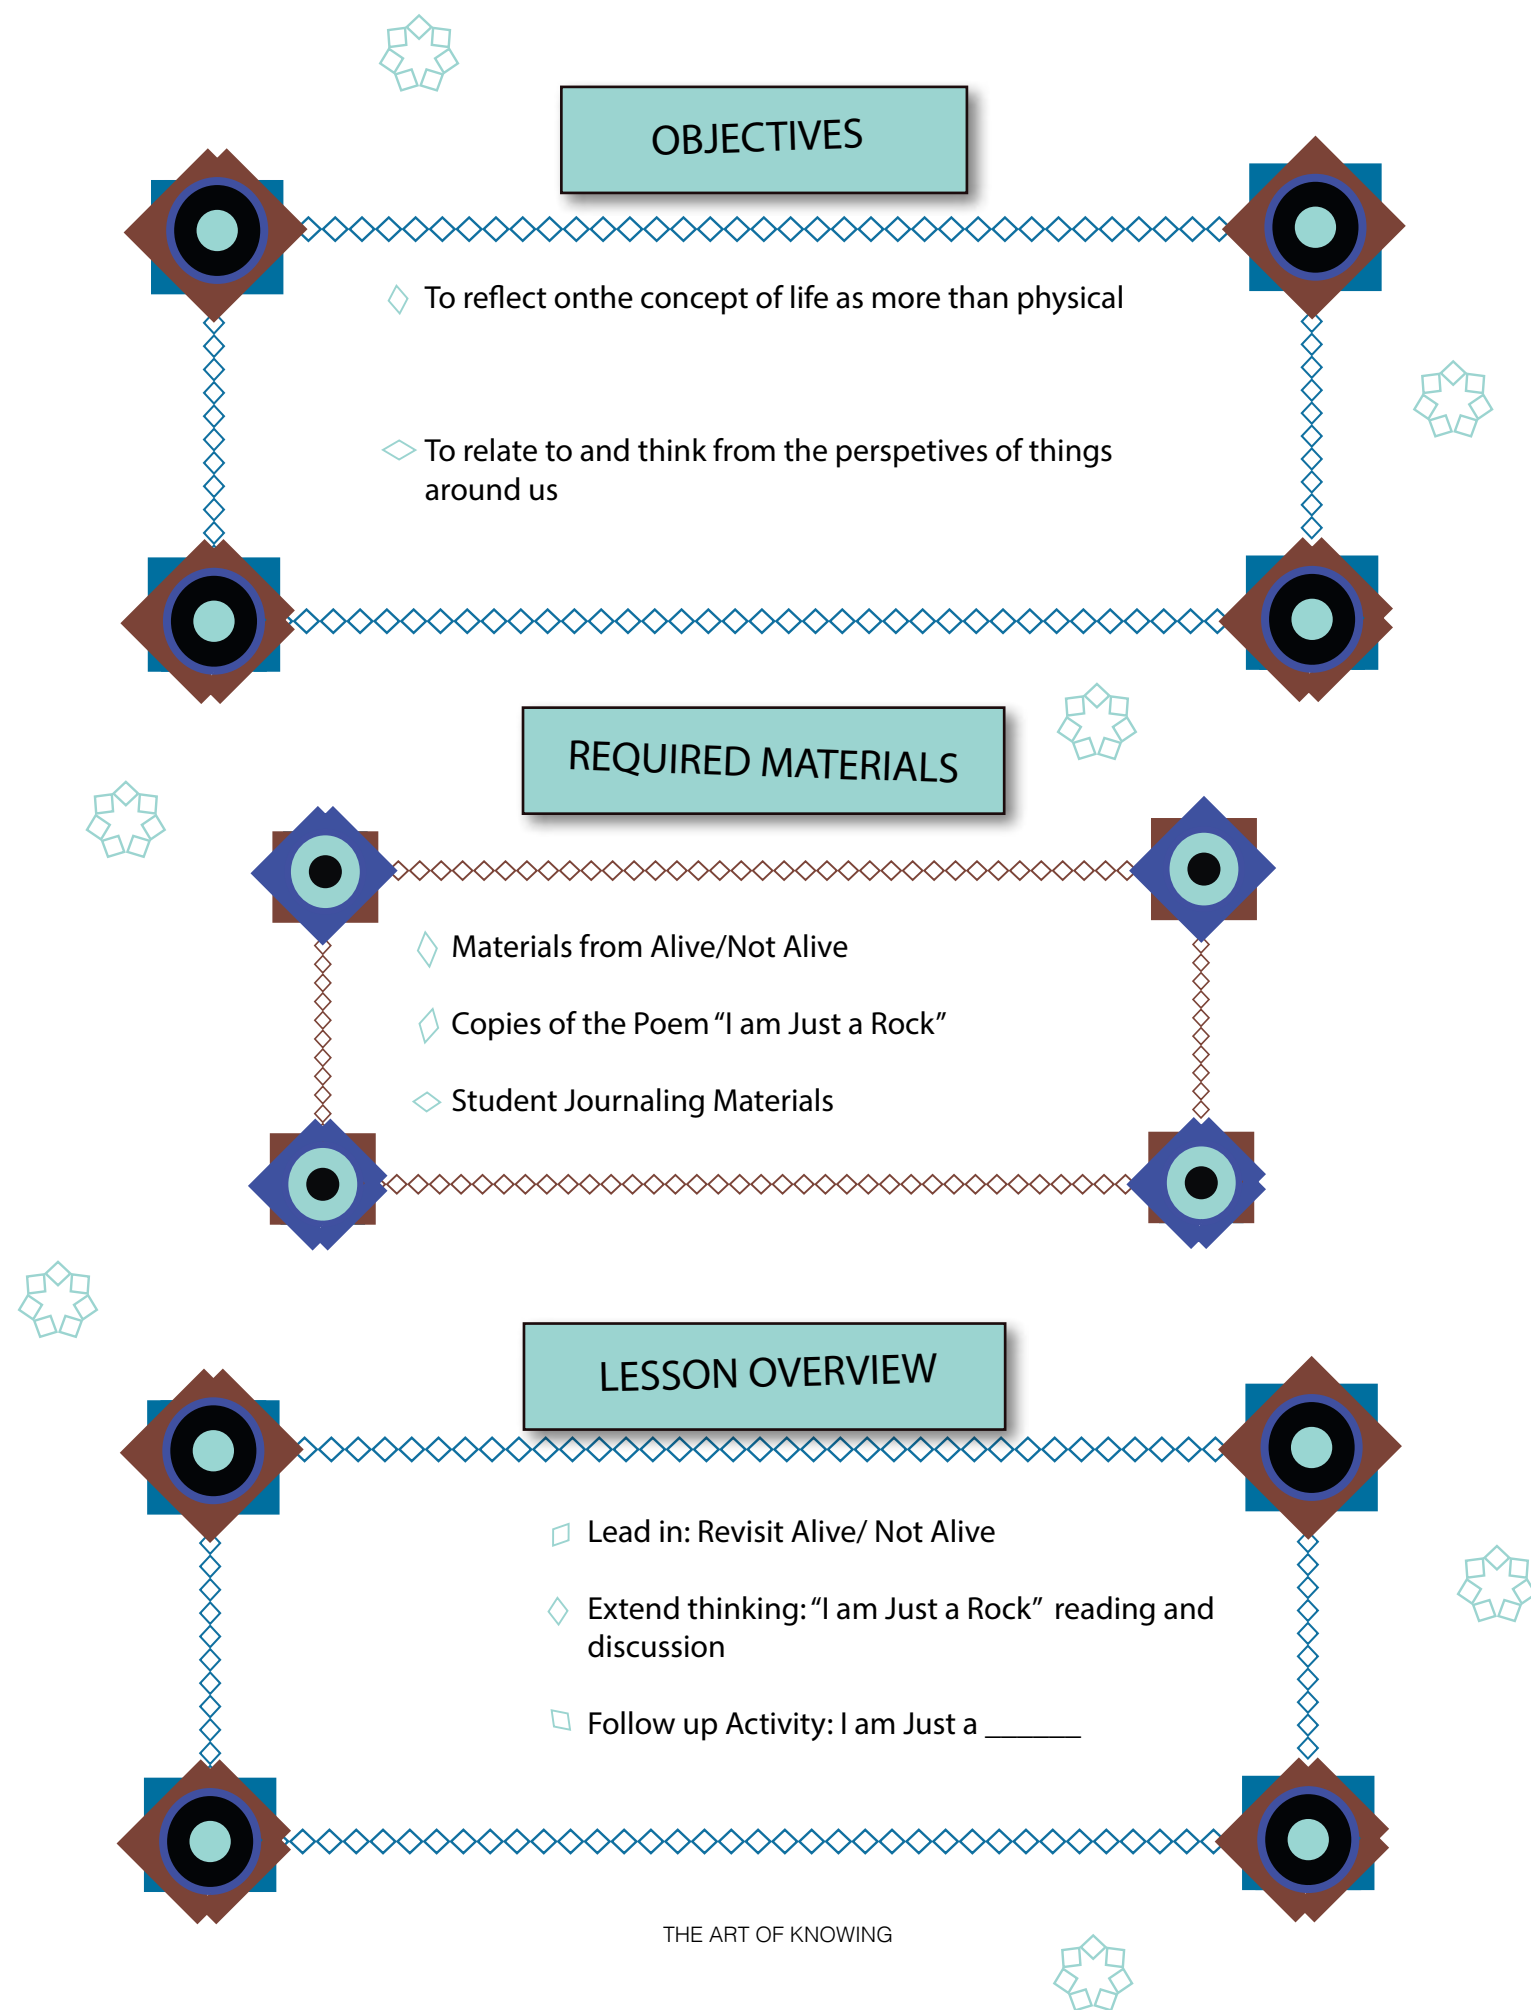 OBJECTIVES
To reflect onthe concept of life as more than physical
To relate to and think from the perspetives of things
around us
REQUIRED MATERIALS
Materials from Alive/Not Alive
Copies of the Poem “I am Just a Rock”
Student Journaling Materials
LESSON OVERVIEW
Lead in: Revisit Alive/ Not Alive
Extend thinking: “I am Just a Rock” reading and
discussion
Follow up Activity: I am Just a ______
THE ART OF KNOWING